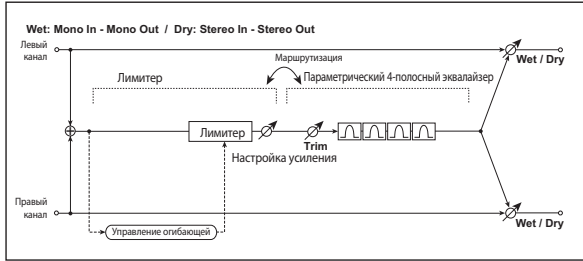 Wet: Mono In - Mono Out / Dry: Stereo In - Stereo Out
Левый
канал
Wet / Dry
Маршрутизация
Лимитер
Параметрический 4-полосный эквалайзер
Лимитер
Trim
Настройка усиления
Правый
канал
Управление огибающей
Wet / Dry